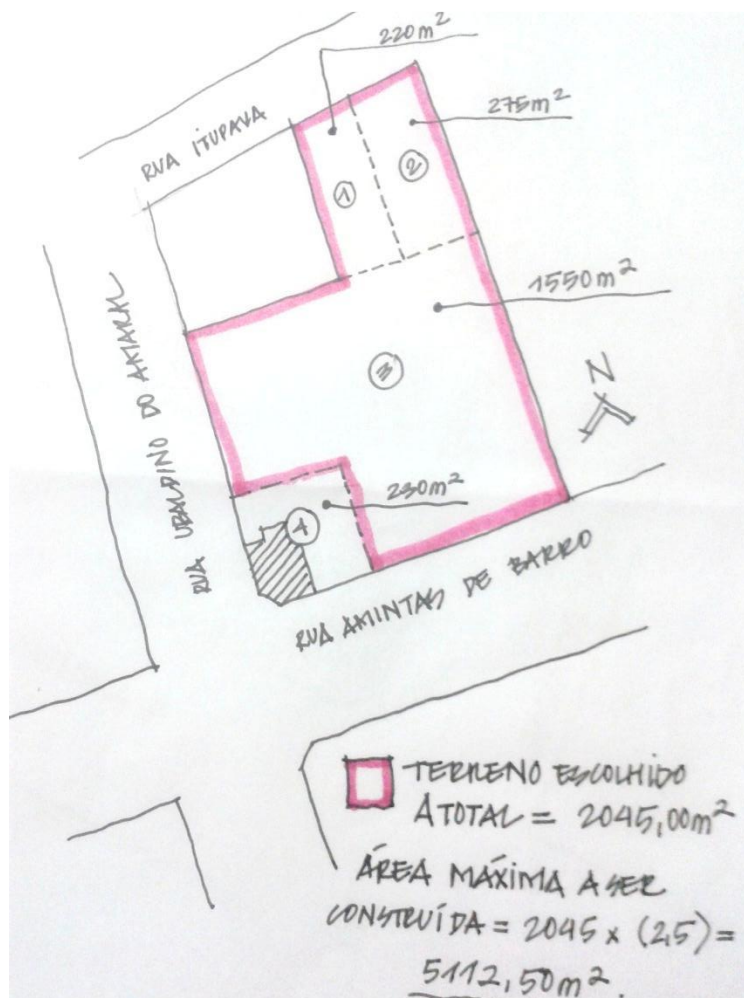 220m²
RUA ITUPAVA
275m²
1
2
1550m²
RUA UBALDINO DO AMARAL
3
N
230m²
4
RUA AMINTAS DE BARRO
TERRENO ESCOLHIDO
ATOTAL = 2045,00m²
ÁREA MÁXIMA A SER
CONSTRUÍDA = 2045 x (2,5) =
5112,50m².